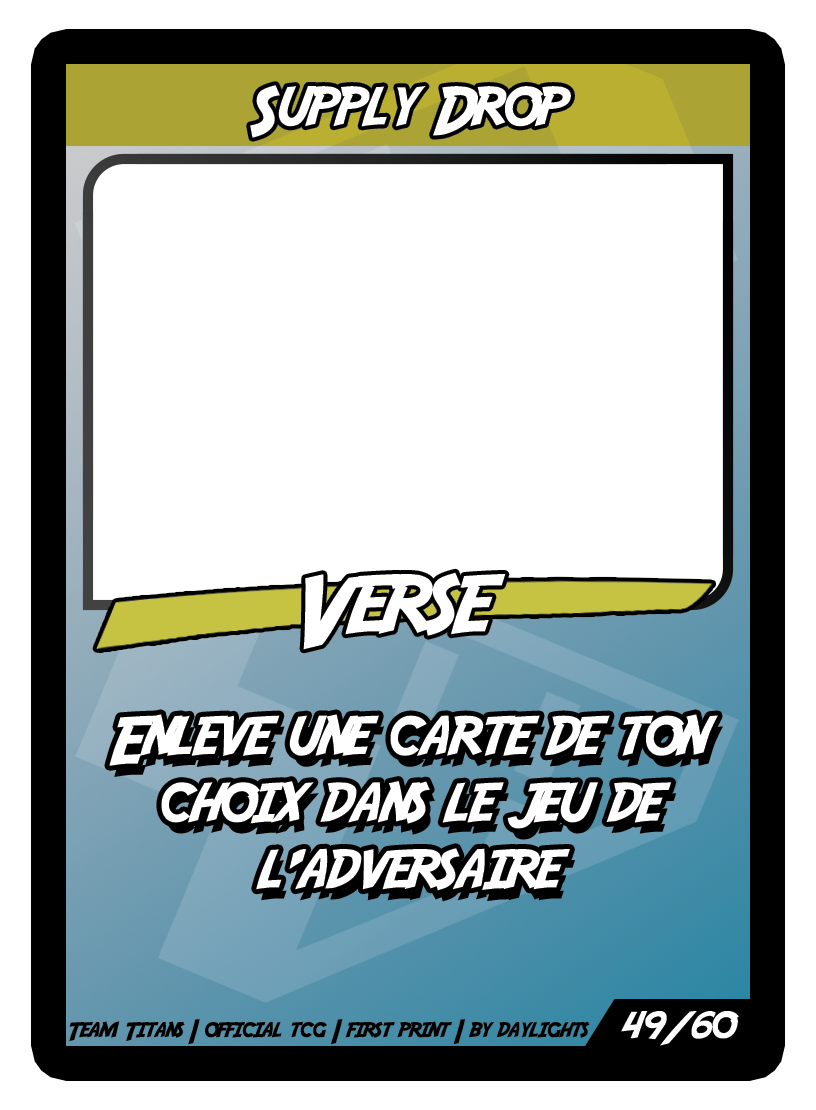 Supply Drop
Verse
Enleve une carte de ton
choix dans le jeu de
l'adversaire
Team Titans | official tcg | first print | by daylights
49/60